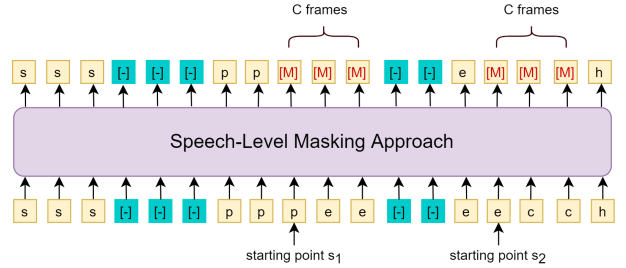 C frames C frames
s s s [-] [-] [-] p p [M] [M] [M] [-] [-] e [M] [M] [M] h
Speech-Level Masking Approach
s s s [-] [-] [-] p p p e e [-] [-] e e c c h
starting point s1 starting point s2